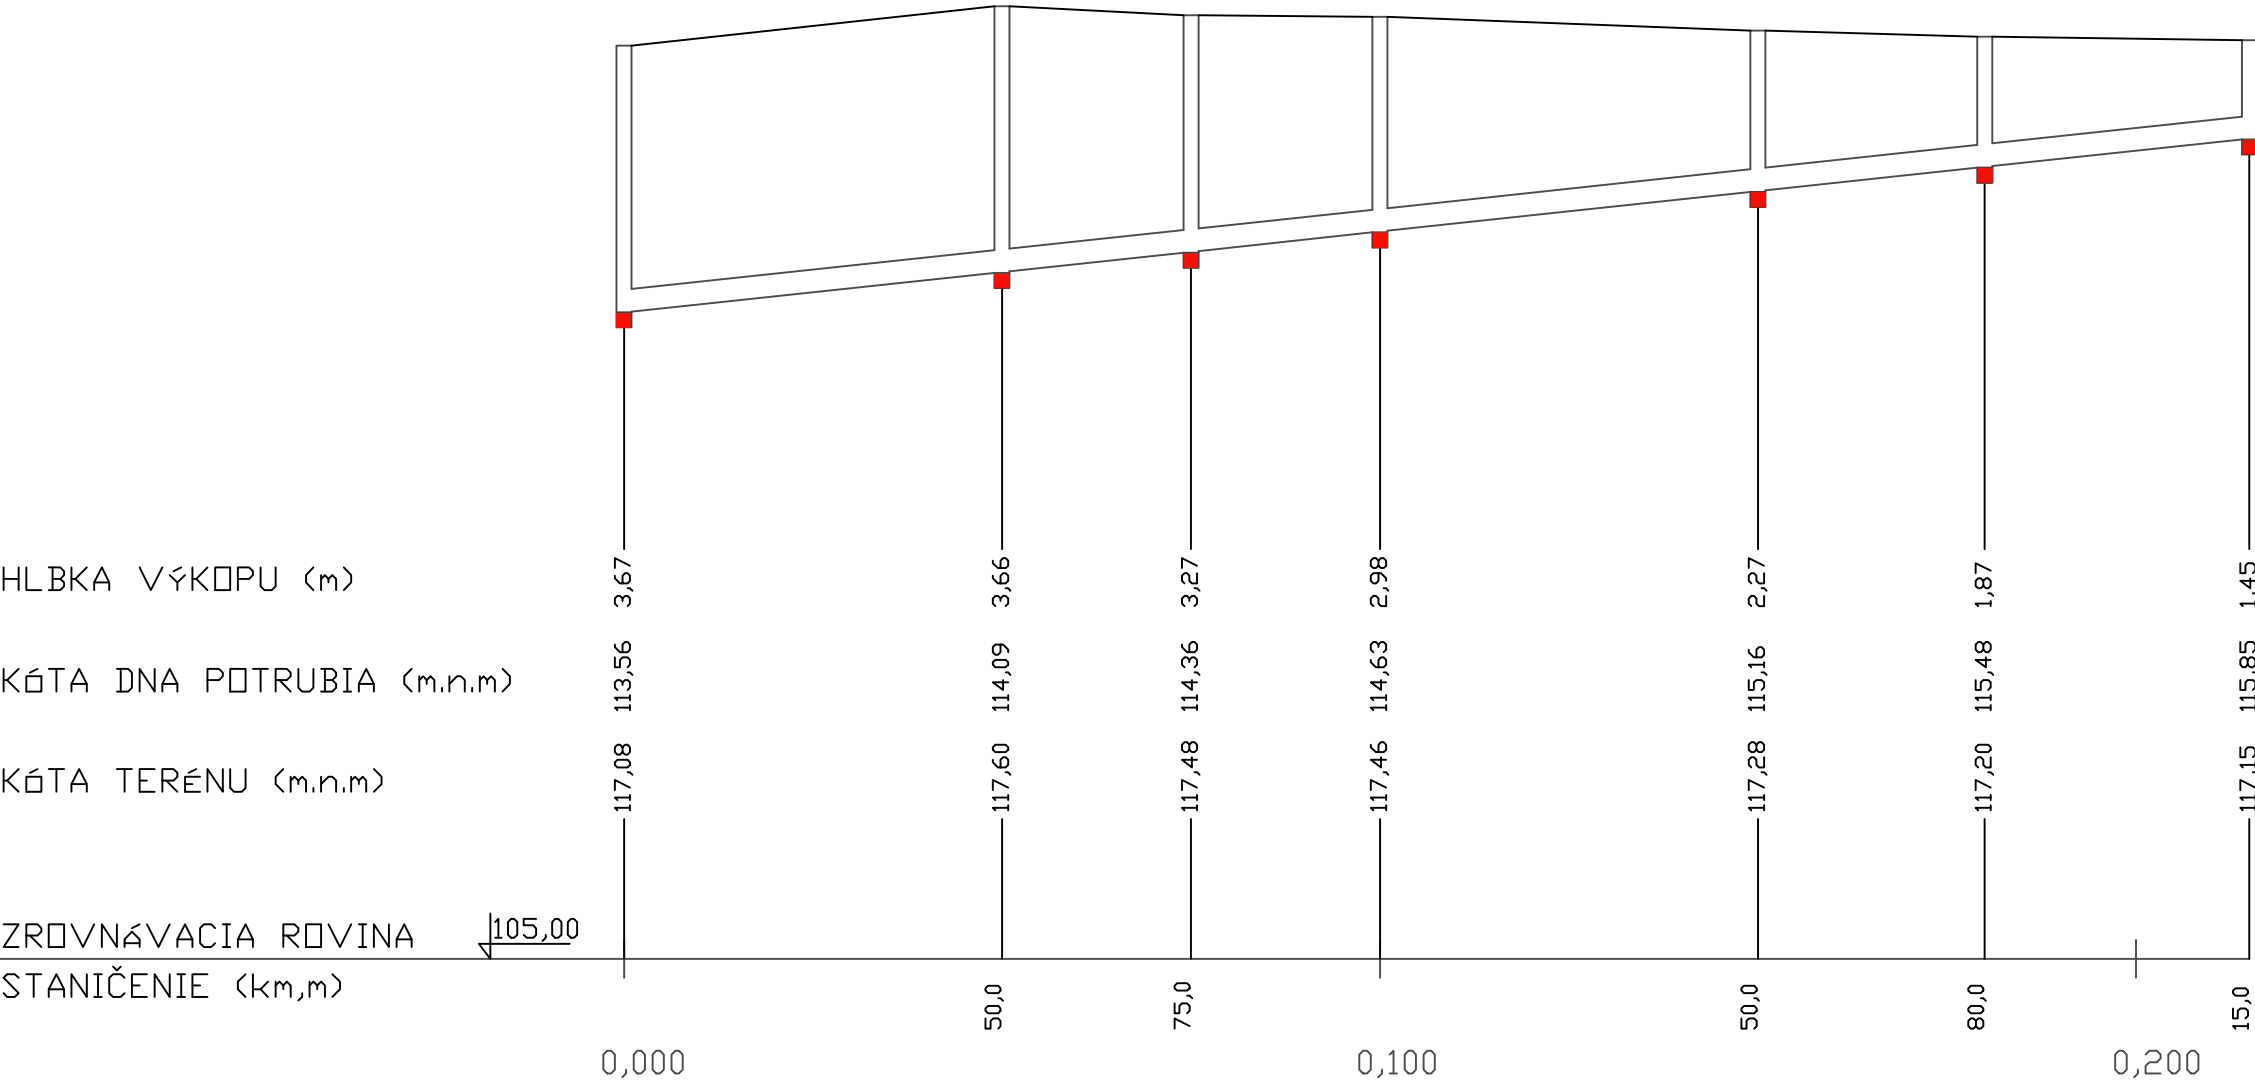 HLBKA VÝKOPU (m) 3,67 3,66 3,27 2,98 2,27 1,87 1,45
KóTA DNA POTRUBIA (m.n.m) 113,56 114,09 114,36 114,63 115,16 115,48 115,85
KóTA TERÉNU (m.n.m) 117,08 117,60 117,48 117,46 117,28 117,20 117,15
105,00
ZROVNáVACIA ROVINA
STANIČENIE (km,m) 50,0 75,0 50,0 80,0 15,0
0,000 0,100 0,200